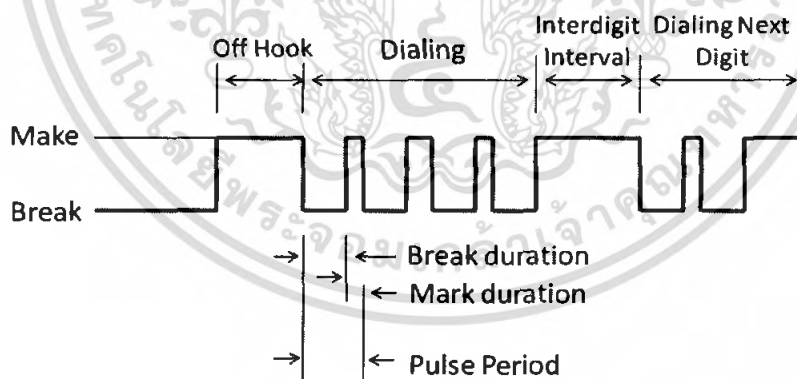 Off Hook
Dialing
Interdigit Interval
Dialing Next Digit
Make
Break
Break duration
Mark duration
Pulse Period